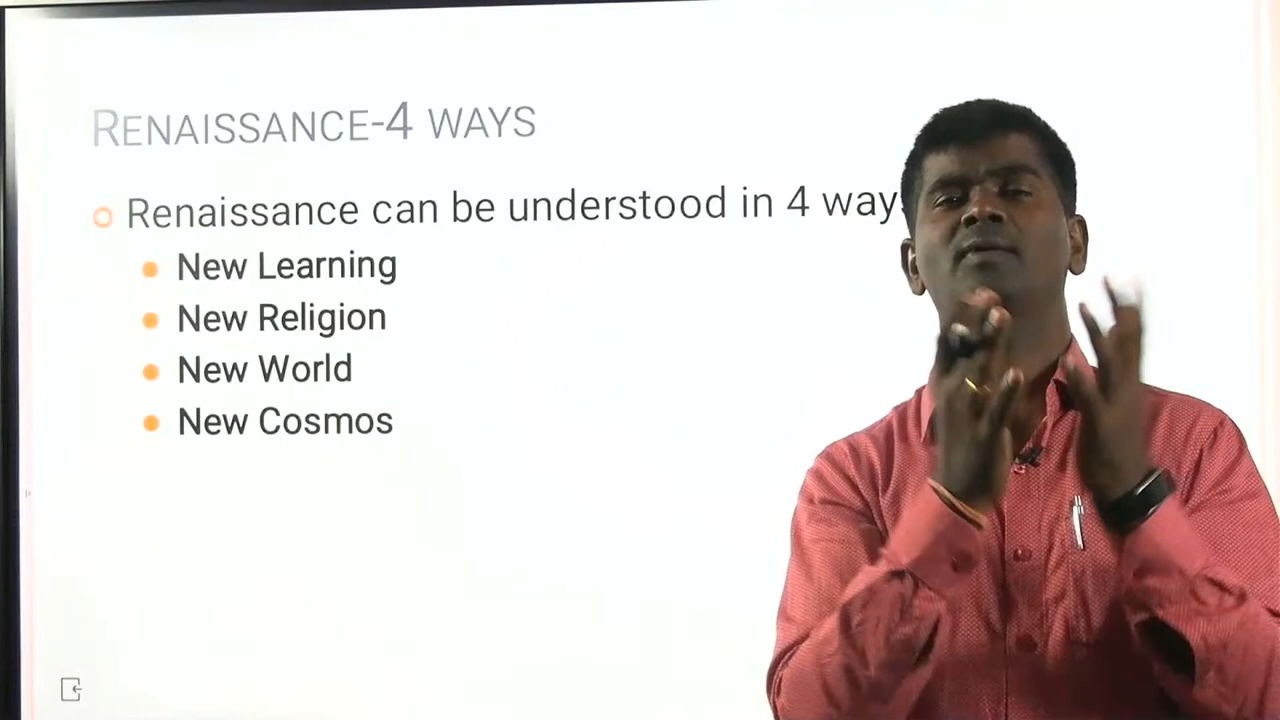 RENAISSANCE-4 WAYS
Renaissance can be understood in 4 way
New Learning
New Religion
New World
New Cosmos